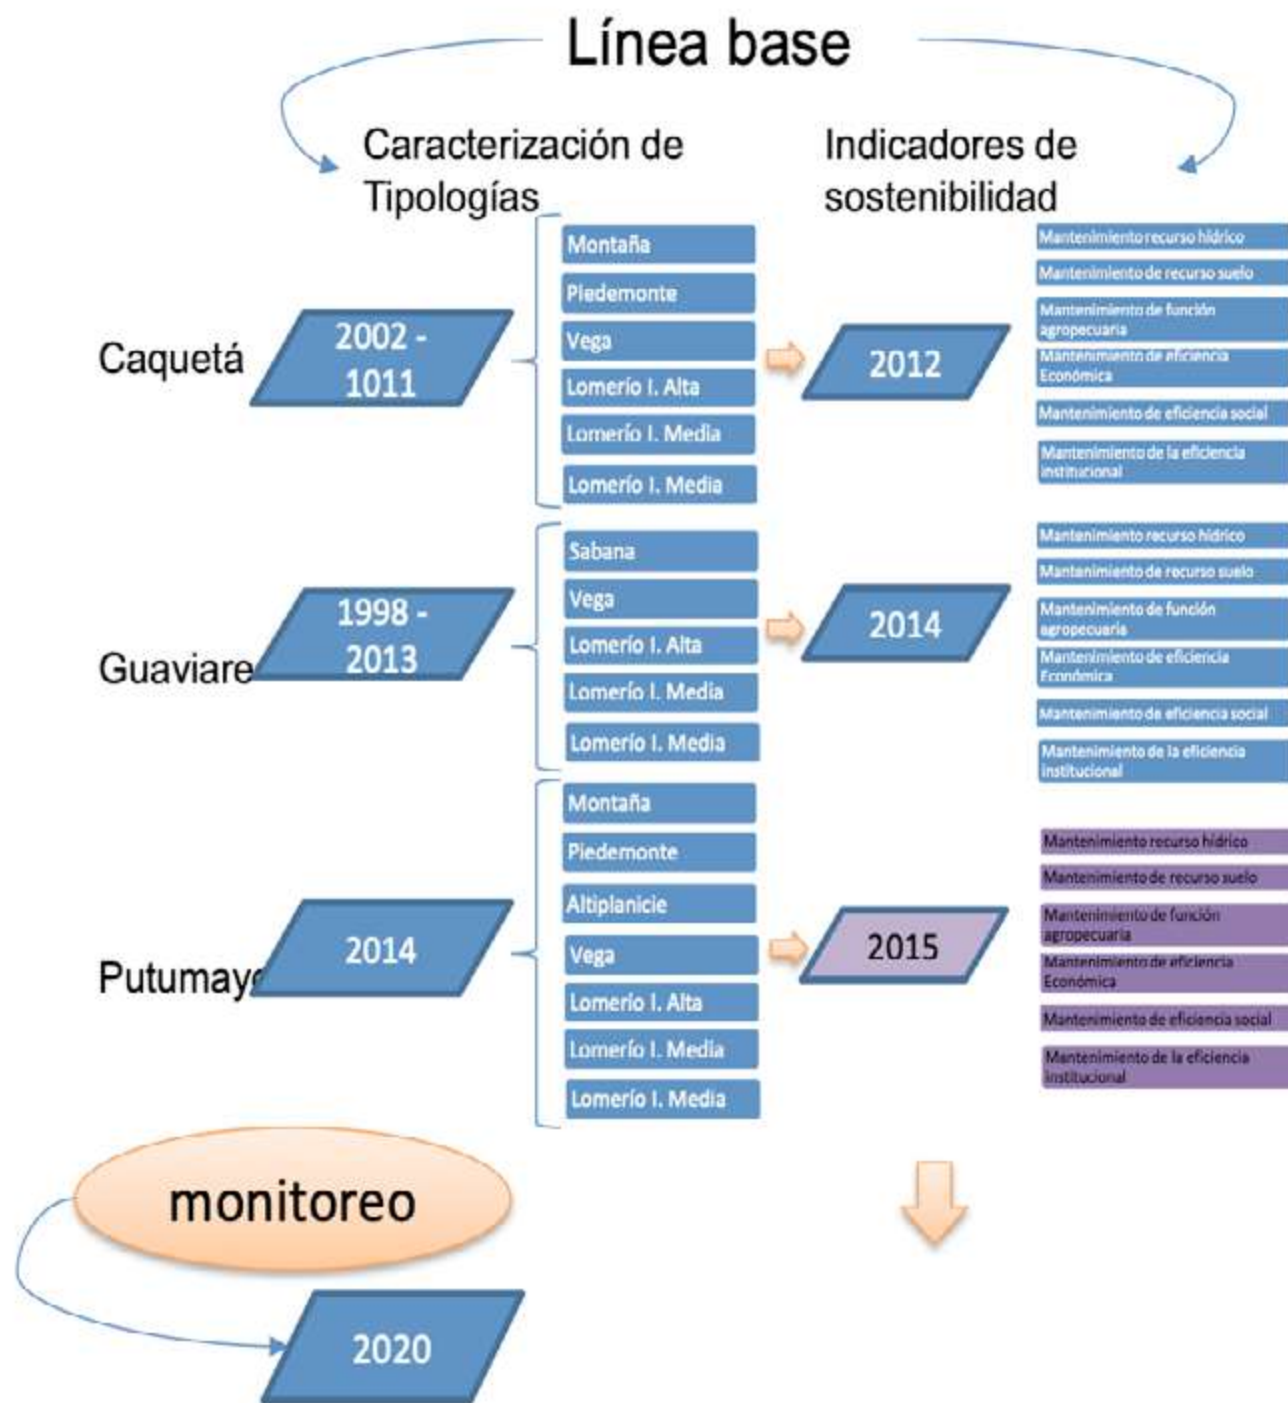 Línea base
Caracterización de
Tipologías
Indicadores de
sostenibilidad
Caquetá
2002 -
1011
Montaña
Piedemonte
Vega
Lomerío I. Alta
Lomerío I. Media
Lomerío I. Media
2012
Mantenimiento recurso hídrico
Mantenimiento de recurso suelo
Mantenimiento de función
agropecuaria
Mantenimiento de eficiencia
Económica
Mantenimiento de eficiencia social
Mantenimiento de la eficiencia
institucional
Guaviare
1998 -
2013
Sabana
Vega
Lomerío I. Alta
Lomerío I. Media
Lomerío I. Media
2014
Mantenimiento recurso hídrico
Mantenimiento de recurso suelo
Mantenimiento de función
agropecuaria
Mantenimiento de eficiencia
Económica
Mantenimiento de eficiencia social
Mantenimiento de la eficiencia
institucional
Putumayo
2014
Montaña
Piedemonte
Altiplanicie
Vega
Lomerío I. Alta
Lomerío I. Media
Lomerío I. Media
2015
Mantenimiento recurso hídrico
Mantenimiento de recurso suelo
Mantenimiento de función
agropecuaria
Mantenimiento de eficiencia
Económica
Mantenimiento de eficiencia social
Mantenimiento de la eficiencia
institucional
monitoreo
2020